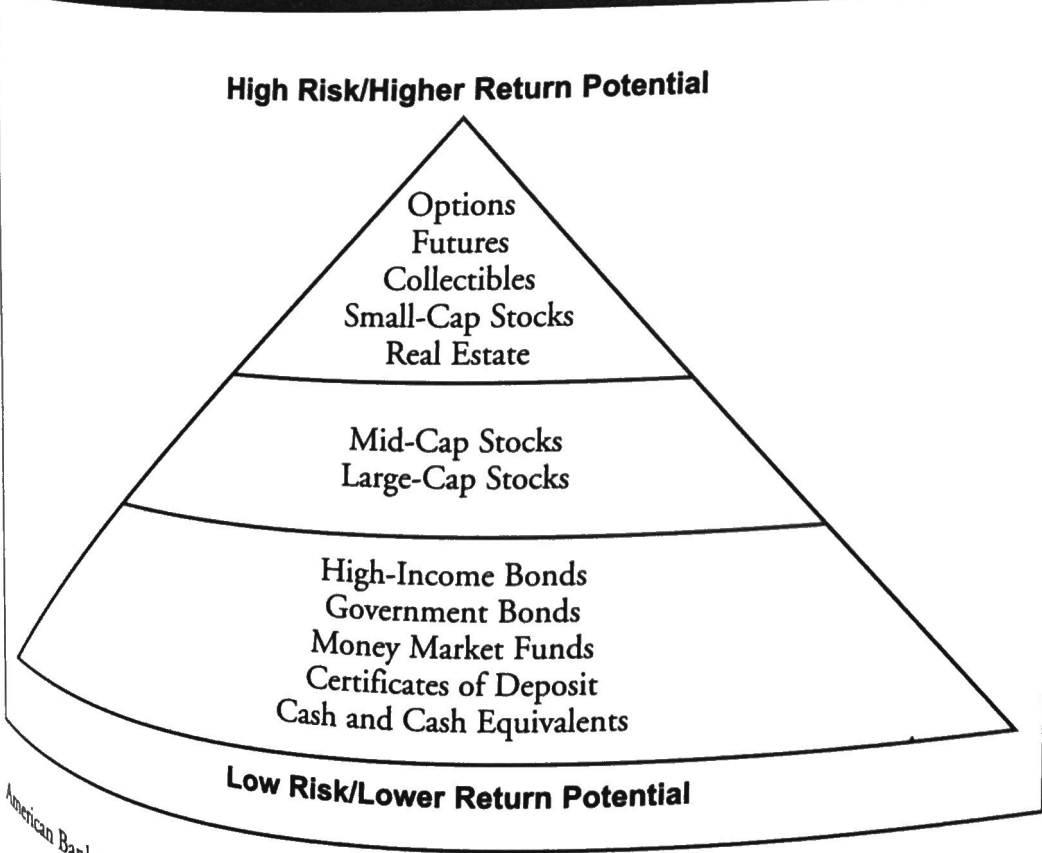 High Risk/Higher Return Potential
Options
Futures
Collectibles
Small-Cap Stocks
Real Estate
Mid-Cap Stocks
Large-Cap Stocks
High-Income Bonds
Government Bonds
Money Market Funds
Certificates of Deposit
Cash and Cash Equivalents
Low Risk/Lower Return Potential
American